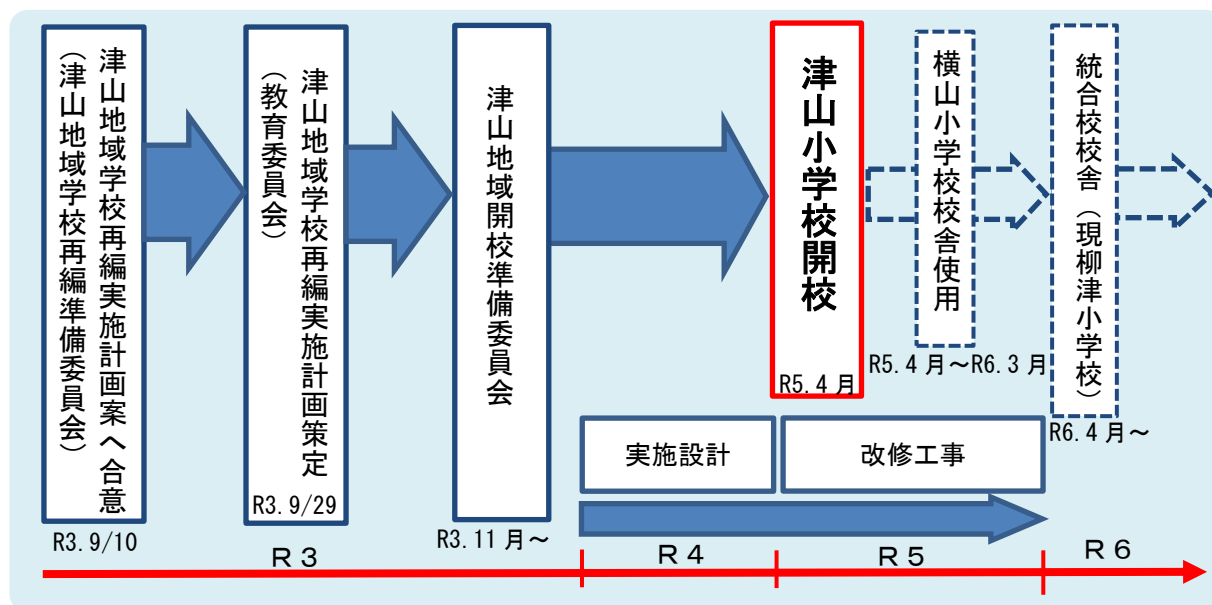 津山地域学校再編実施計画案へ合意
（津山地域学校再編準備委員会）
R3.9/10
津山地域学校再編実施計画策定
（教育委員会）
R3.9/29
津山地域開校準備委員会
R3.11月～
津山小学校開校
R5.4月
横山小学校校舎使用
R5.4月～R6.3月
統合校校舎（現柳津小学校）
R6.4月～
実施設計
改修工事
R3
R4
R5
R6